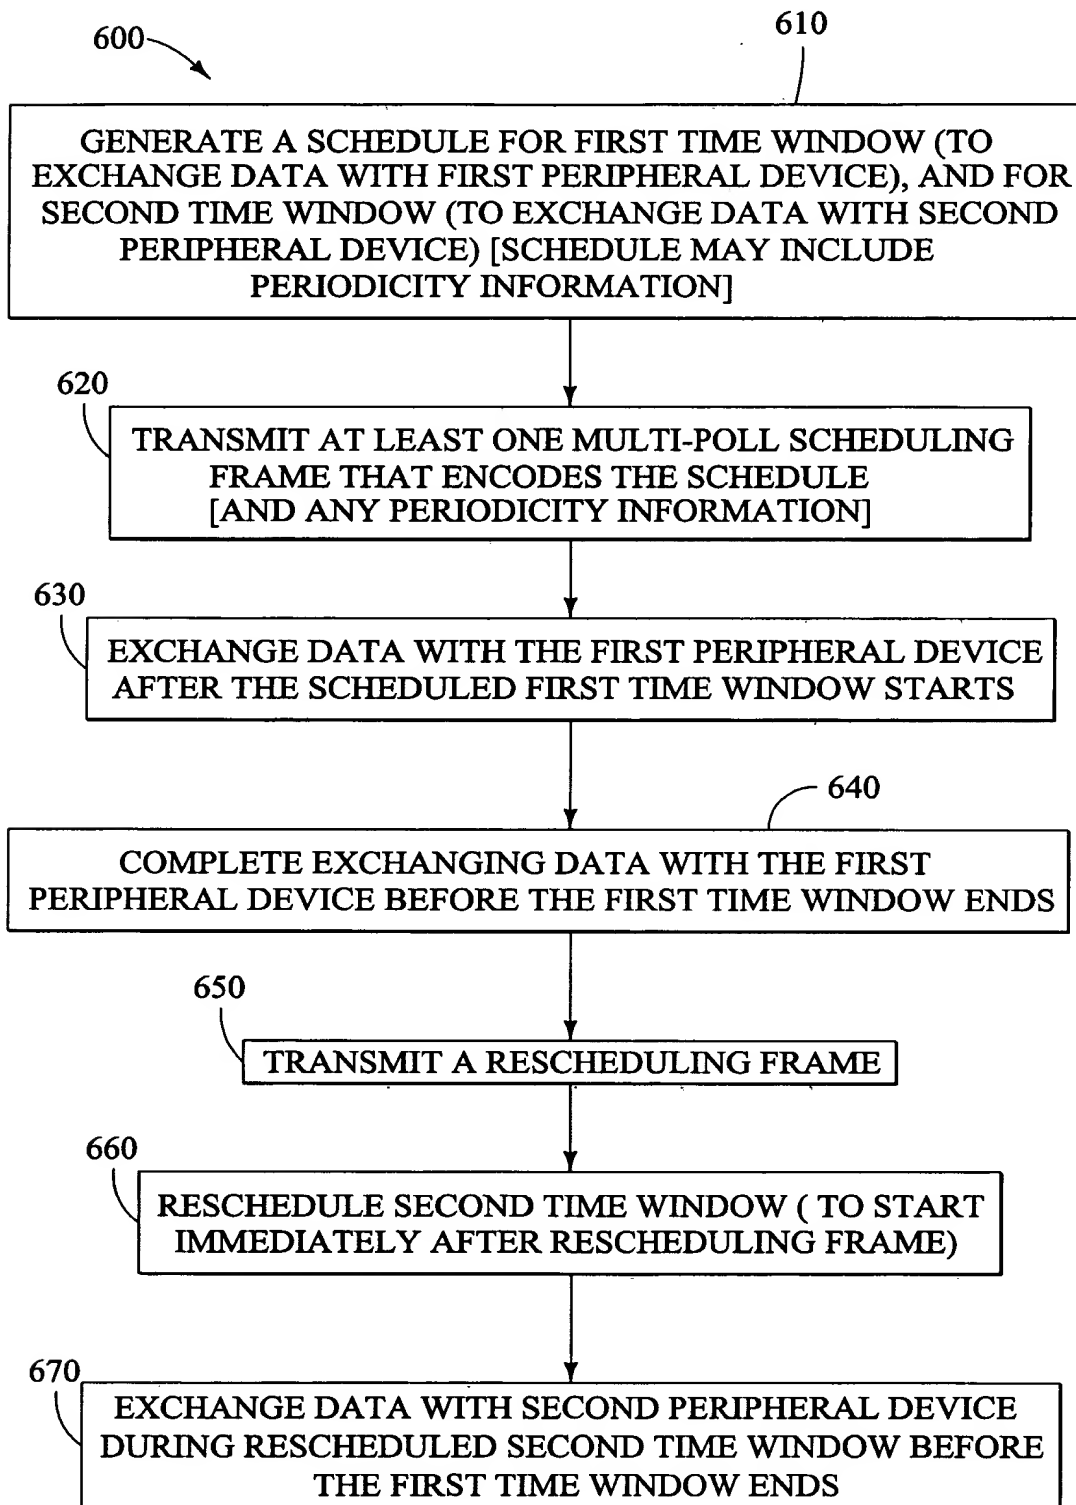 600
610
GENERATE A SCHEDULE FOR FIRST TIME WINDOW (TO
EXCHANGE DATA WITH FIRST PERIPHERAL DEVICE), AND FOR
SECOND TIME WINDOW (TO EXCHANGE DATA WITH SECOND
PERIPHERAL DEVICE) [SCHEDULE MAY INCLUDE
PERIODICITY INFORMATION]
620
TRANSMIT AT LEAST ONE MULTI-POLL SCHEDULING
FRAME THAT ENCODES THE SCHEDULE
[AND ANY PERIODICITY INFORMATION]
630
EXCHANGE DATA WITH THE FIRST PERIPHERAL DEVICE
AFTER THE SCHEDULED FIRST TIME WINDOW STARTS
640
COMPLETE EXCHANGING DATA WITH THE FIRST
PERIPHERAL DEVICE BEFORE THE FIRST TIME WINDOW ENDS
650
TRANSMIT A RESCHEDULING FRAME
660
RESCHEDULE SECOND TIME WINDOW ( TO START
IMMEDIATELY AFTER RESCHEDULING FRAME)
670
EXCHANGE DATA WITH SECOND PERIPHERAL DEVICE
DURING RESCHEDULED SECOND TIME WINDOW BEFORE
THE FIRST TIME WINDOW ENDS